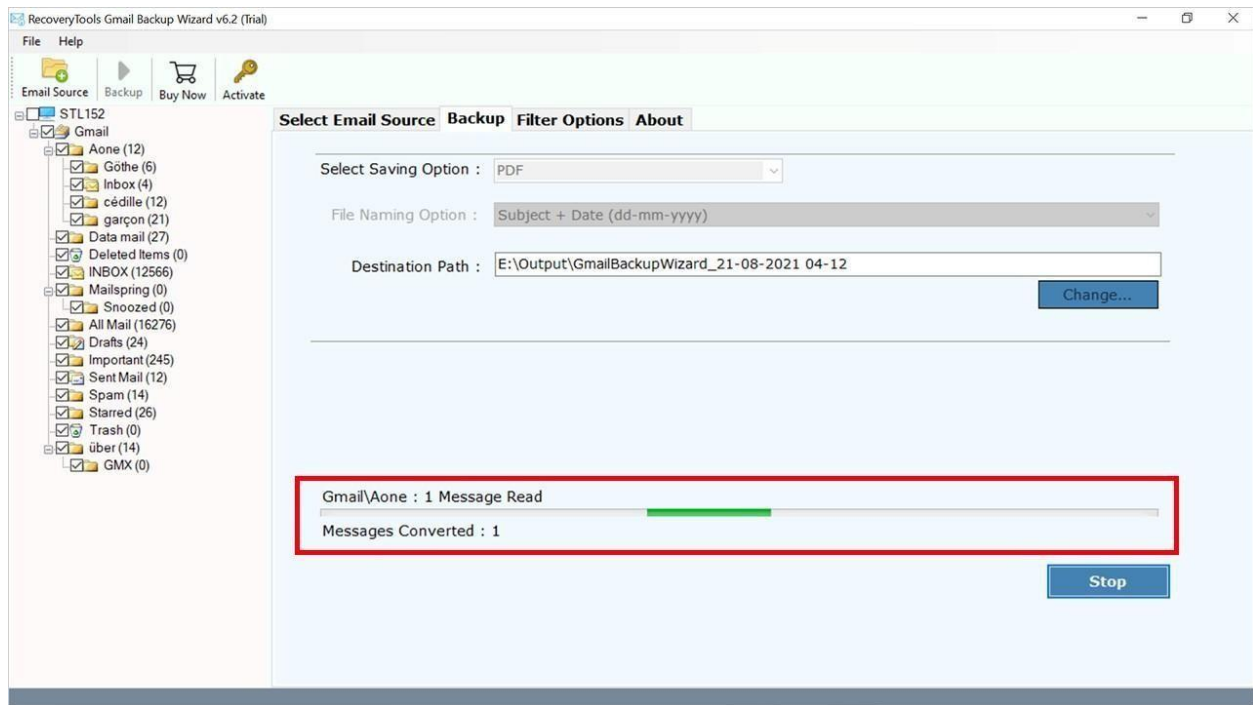 RecoveryTools Gmail Backup Wizard v6.2 (Trial)
File Help
Email Source Backup Buy Now Activate
STL152
Gmail
Aone (12)
Göthe (6)
Inbox (4)
cédille (12)
garçon (21)
Data mail (27)
Deleted Items (0)
INBOX (12566)
Mailspring (0)
Snoozed (0)
All Mail (16276)
Drafts (24)
Important (245)
Sent Mail (12)
Spam (14)
Starred (26)
Trash (0)
über (14)
GMX (0)
Select Email Source Backup Filter Options About
Select Saving Option : PDF
File Naming Option : Subject + Date (dd-mm-yyyy)
Destination Path : E:\Output\GmailBackupWizard_21-08-2021 04-12
Change...
Gmail\Aone : 1 Message Read
Messages Converted : 1
Stop